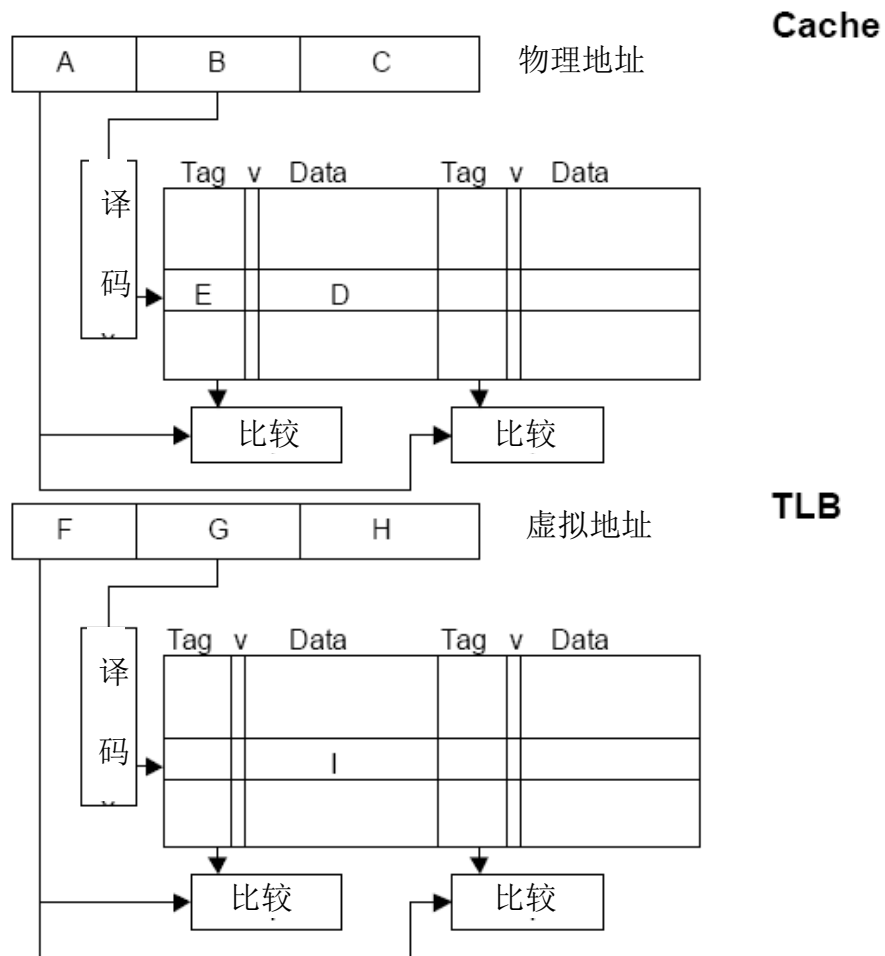 Cache
A B C 物理地址
Tag v Data Tag v Data
译
码
E D
比较 比较
TLB
F G H 虚拟地址
Tag v Data Tag v Data
译
码
I
比较 比较